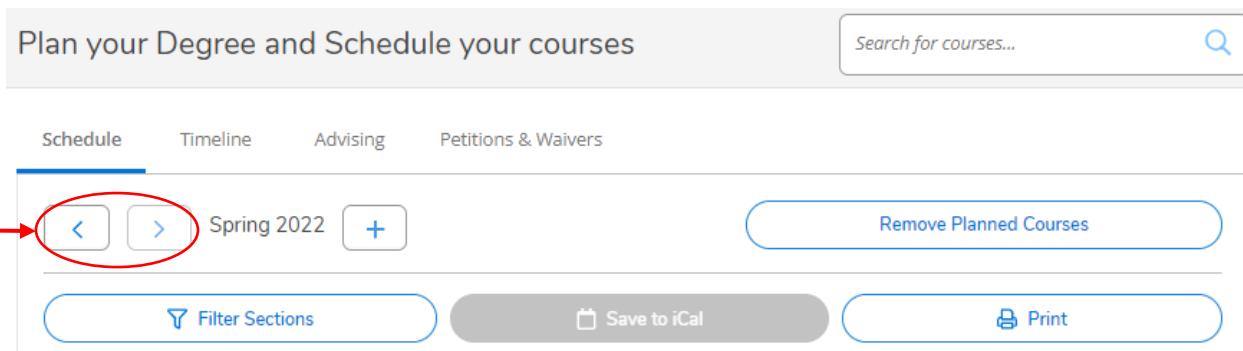 Plan your Degree and Schedule your courses
Search for courses...
Schedule Timeline Advising Petitions & Waivers
< > Spring 2022 + Remove Planned Courses
Filter Sections Save to iCal Print